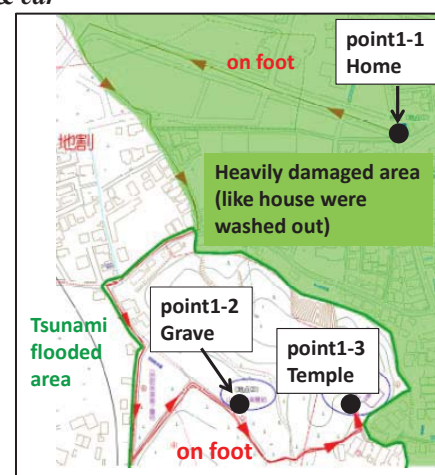 & car
point1-1
Home
on foot
地割
Heavily damaged area
(like house were
washed out)
point1-2
Grave
Tsunami
flooded
area
point1-3
Temple
on foot